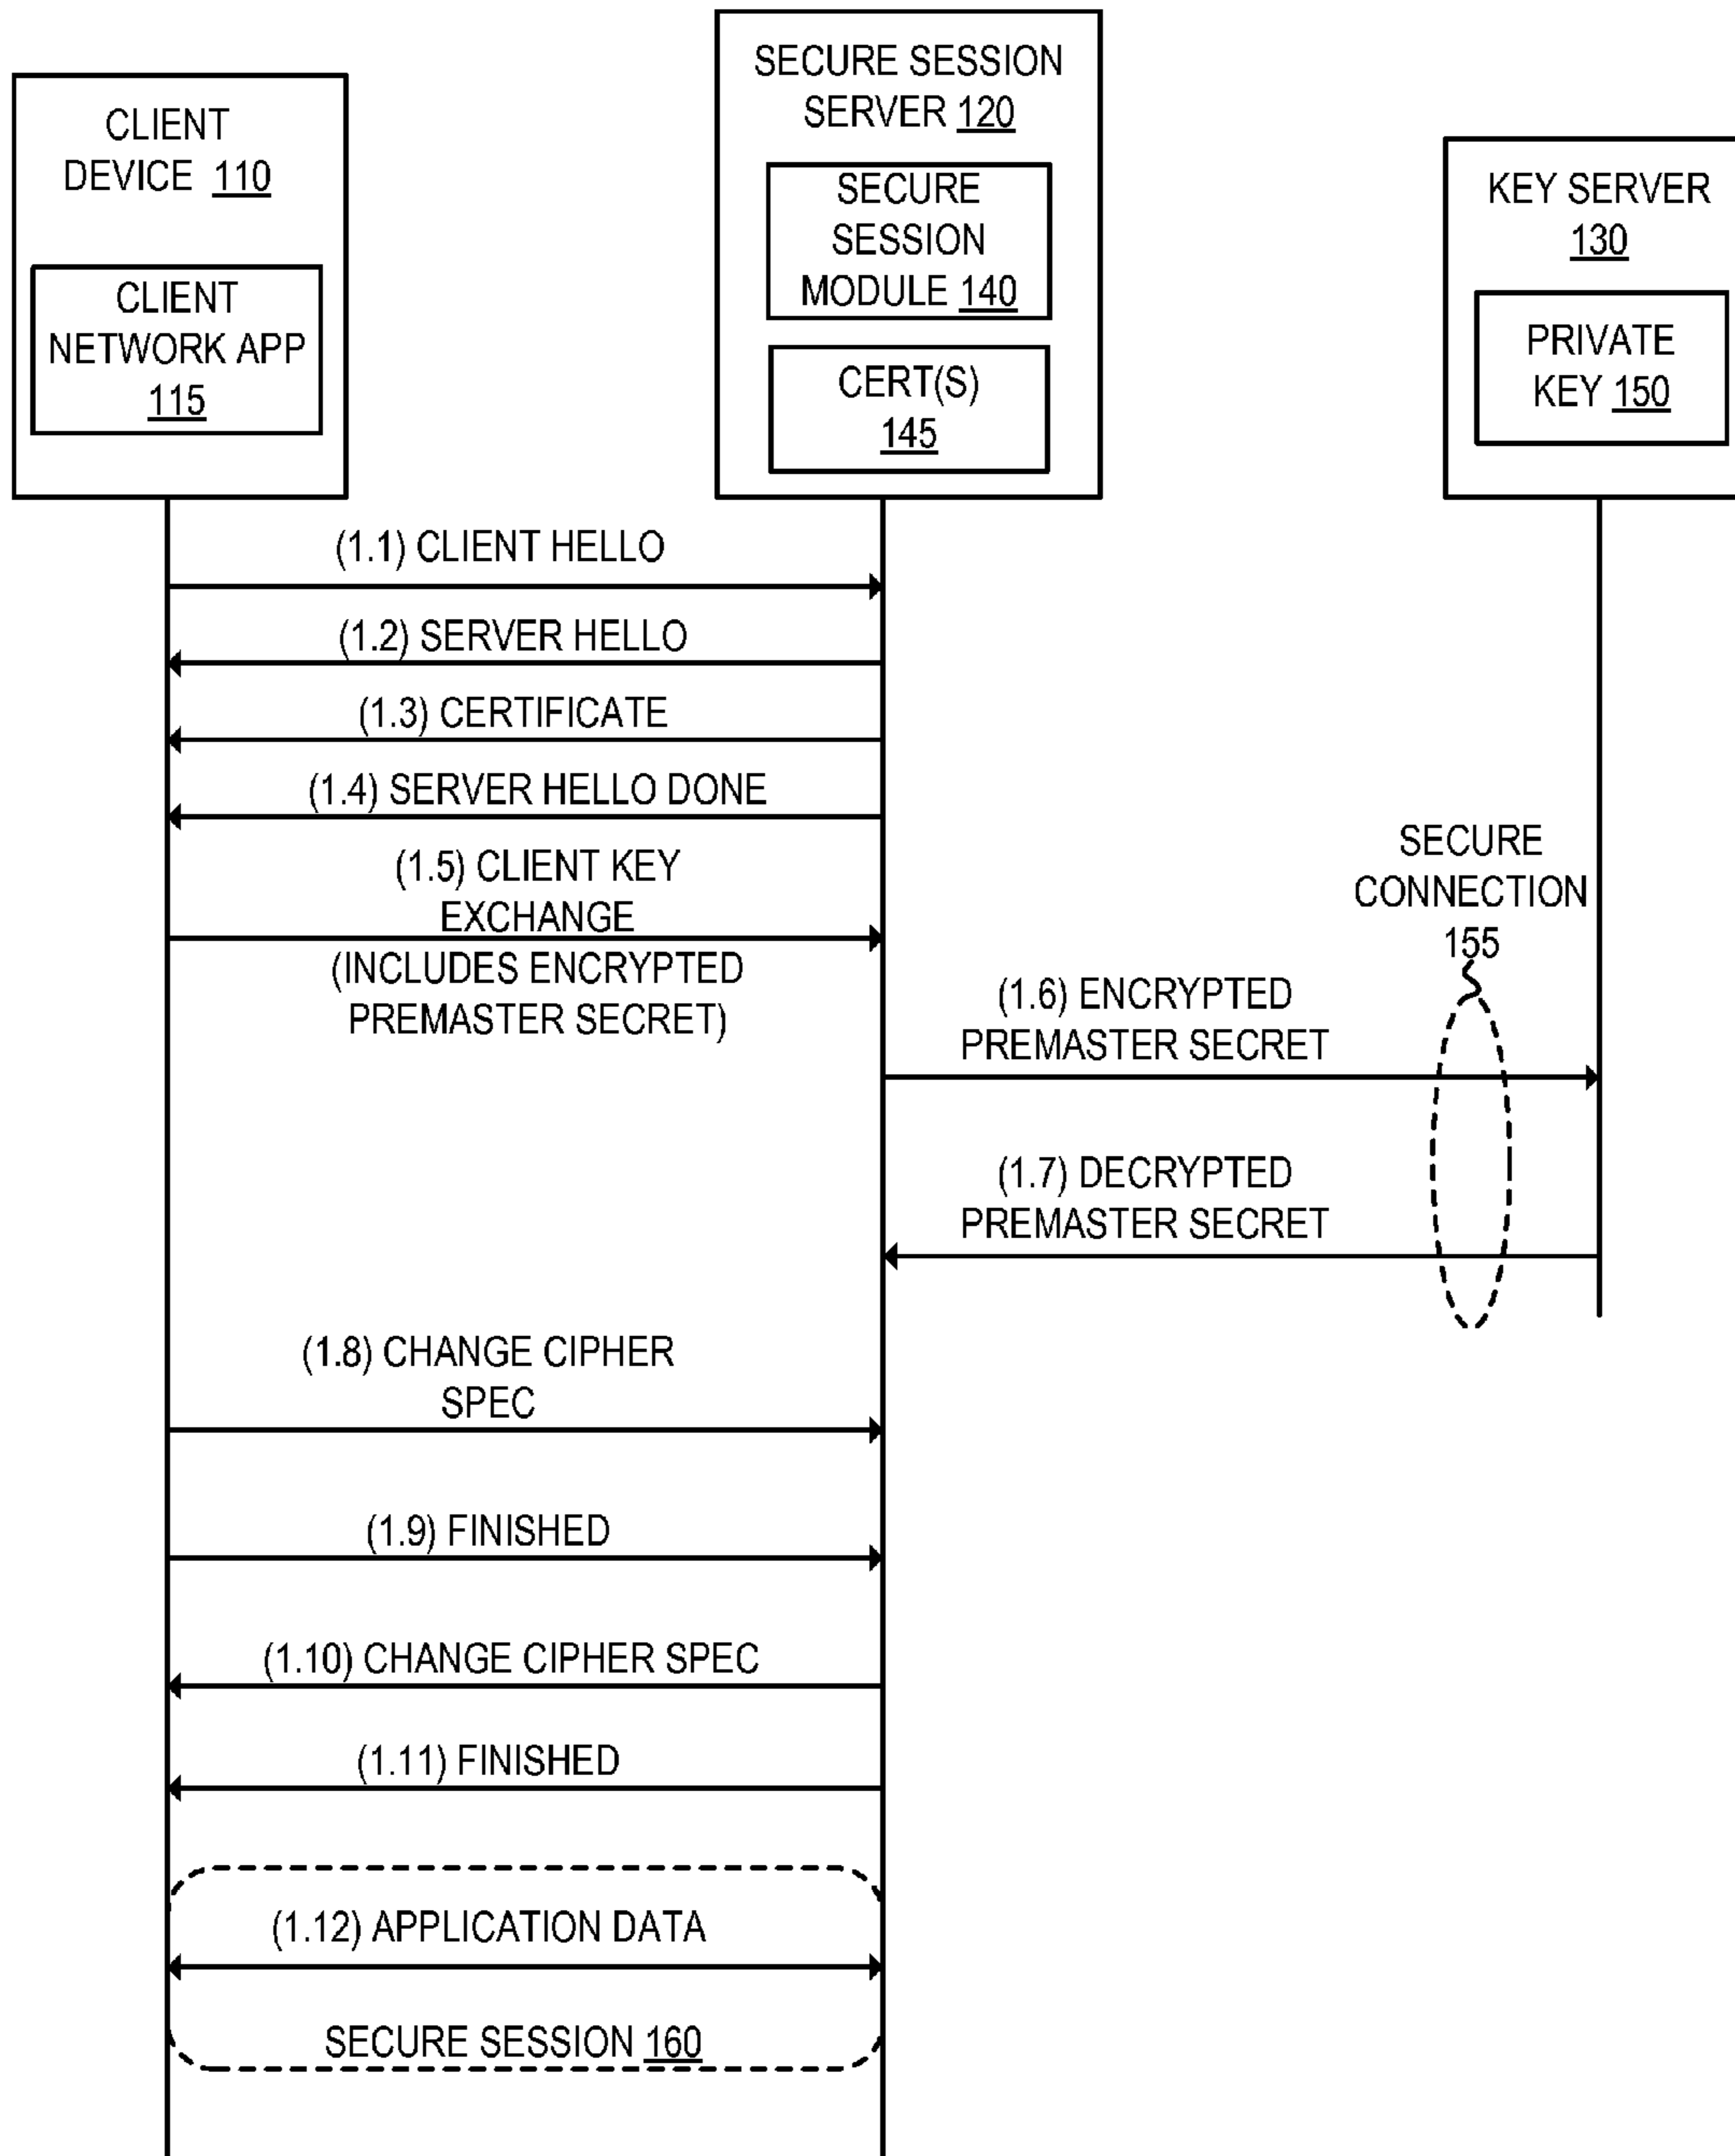 CLIENT
DEVICE 110
CLIENT
NETWORK APP
115
SECURE SESSION
SERVER 120
SECURE
SESSION
MODULE 140
CERT(S)
145
KEY SERVER
130
PRIVATE
KEY 150
(1.1) CLIENT HELLO
(1.2) SERVER HELLO
(1.3) CERTIFICATE
(1.4) SERVER HELLO DONE
(1.5) CLIENT KEY
EXCHANGE
(INCLUDES ENCRYPTED
PREMASTER SECRET)
SECURE
CONNECTION
155
(1.6) ENCRYPTED
PREMASTER SECRET
(1.7) DECRYPTED
PREMASTER SECRET
(1.8) CHANGE CIPHER
SPEC
(1.9) FINISHED
(1.10) CHANGE CIPHER SPEC
(1.11) FINISHED
(1.12) APPLICATION DATA
SECURE SESSION 160